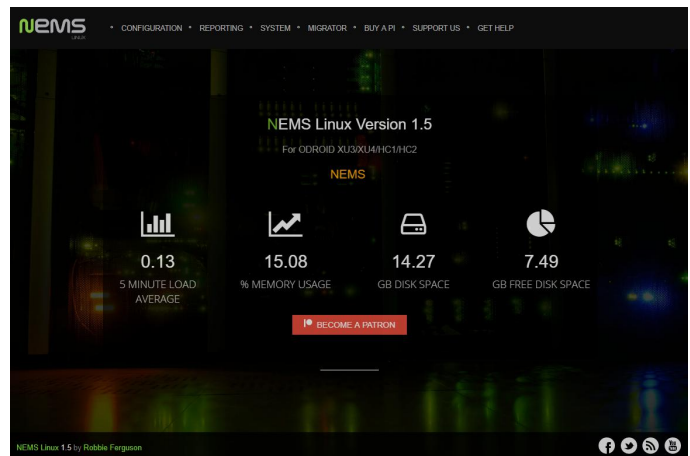 NEMS
LINUX
CONFIGURATION
REPORTING
SYSTEM
MIGRATOR
BUY A PI
SUPPORT US
GET HELP
NEMS Linux Version 1.5
For ODROID XU3/XU4/HC1/HC2
NEMS
0.13
5 MINUTE LOAD
AVERAGE
15.08
% MEMORY USAGE
14.27
GB DISK SPACE
7.49
GB FREE DISK SPACE
BECOME A PATRON
NEMS Linux 1.5 by Robbie Ferguson